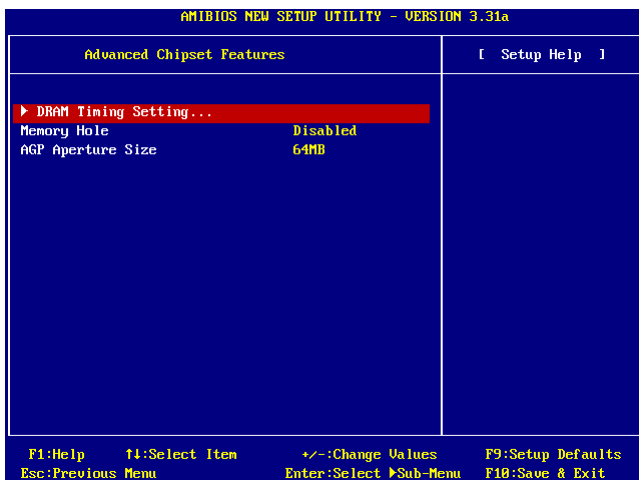 AMIBIOS NEW SETUP UTILITY - VERSION 3.31a
Advanced Chipset Features
[ Setup Help ]
▶ DRAM Timing Setting...
Memory Hole Disabled
AGP Aperture Size 64MB
F1:Help ↑↓:Select Item +/-:Change Values F9:Setup Defaults
Esc:Previous Menu Enter:Select ▶Sub-Menu F10:Save & Exit